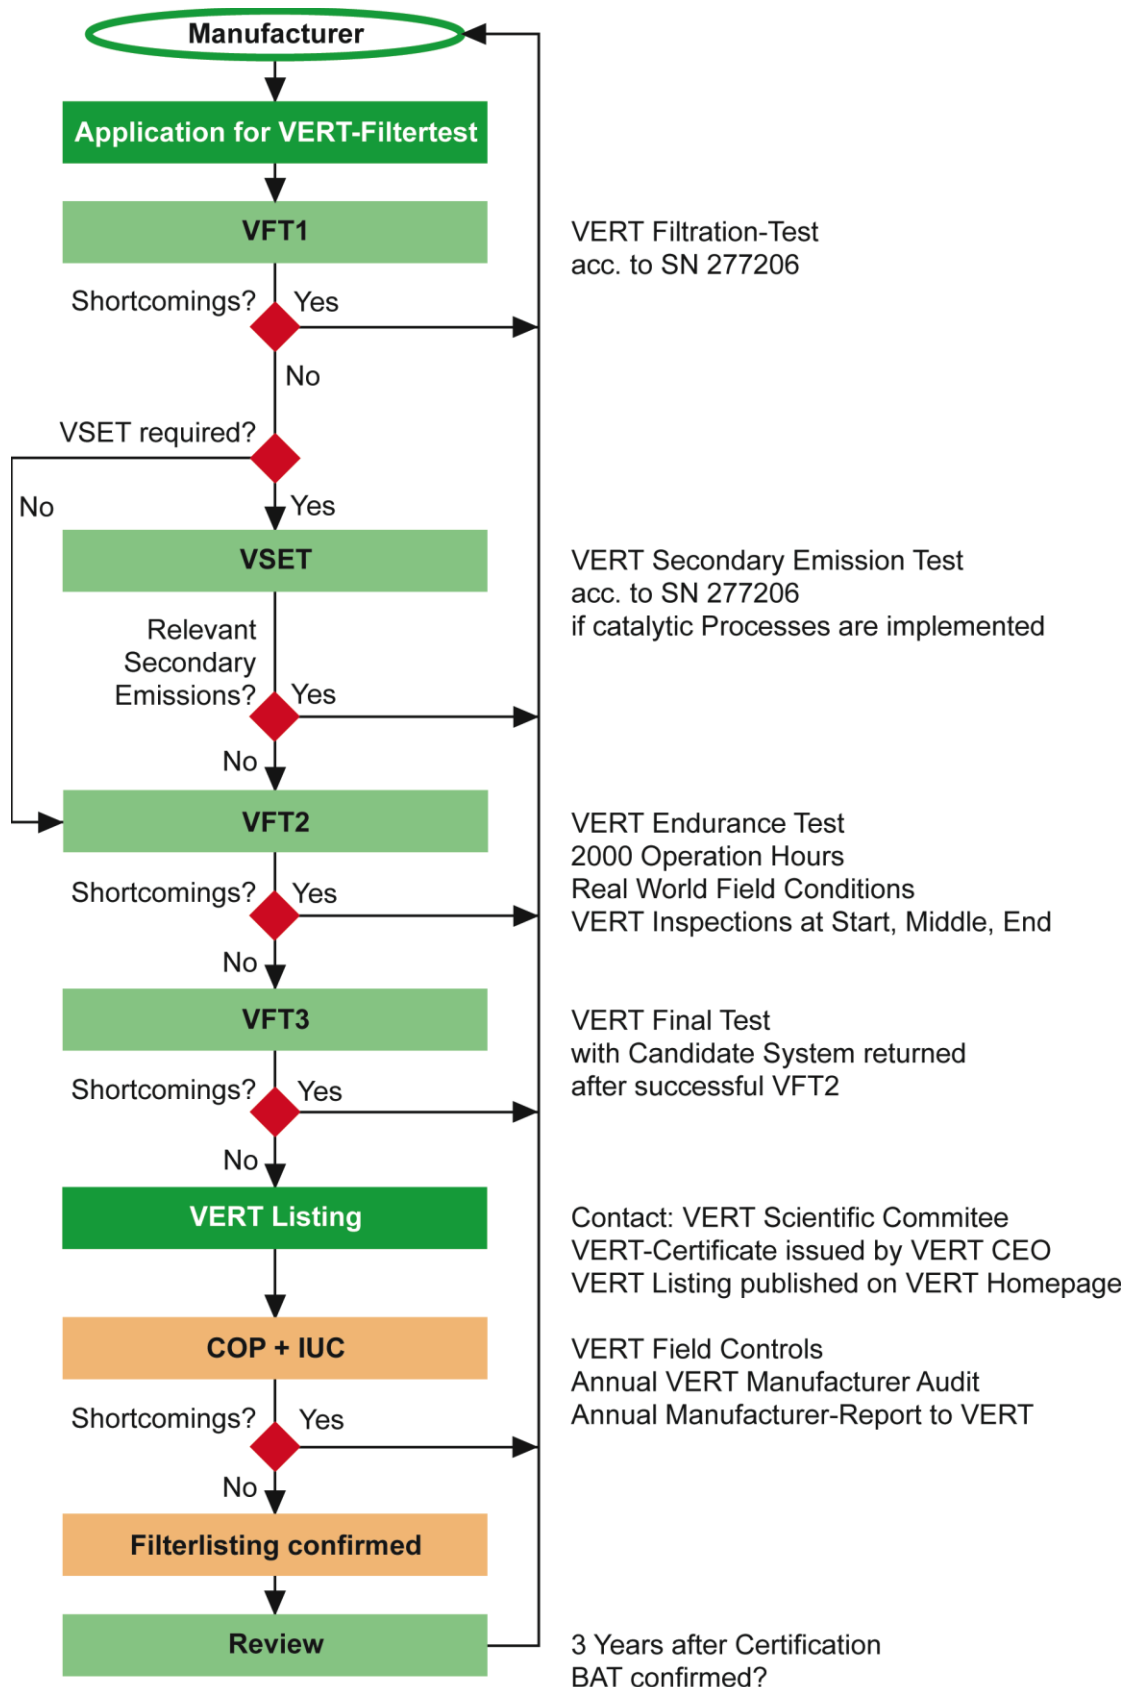 Manufacturer
Application for VERT-Filtertest
VFT1
VERT Filtration-Test
acc. to SN 277206
Shortcomings?
Yes
No
VSET required?
No
Yes
VSET
VERT Secondary Emission Test
acc. to SN 277206
if catalytic Processes are implemented
Relevant
Secondary
Emissions?
Yes
No
VFT2
VERT Endurance Test
2000 Operation Hours
Real World Field Conditions
VERT Inspections at Start, Middle, End
Shortcomings?
Yes
No
VFT3
VERT Final Test
with Candidate System returned
after successful VFT2
Shortcomings?
Yes
No
VERT Listing
Contact: VERT Scientific Commitee
VERT-Certificate issued by VERT CEO
VERT Listing published on VERT Homepage
COP + IUC
VERT Field Controls
Annual VERT Manufacturer Audit
Annual Manufacturer-Report to VERT
Shortcomings?
Yes
No
Filterlisting confirmed
Review
3 Years after Certification
BAT confirmed?